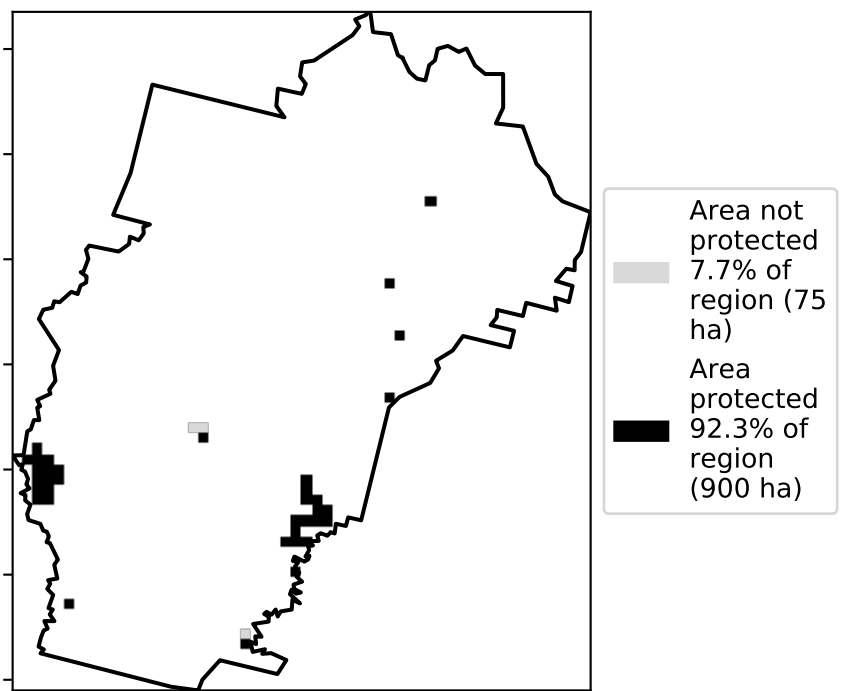 Area not
protected
7.7% of
region (75
ha)
Area
protected
92.3% of
region
(900 ha)